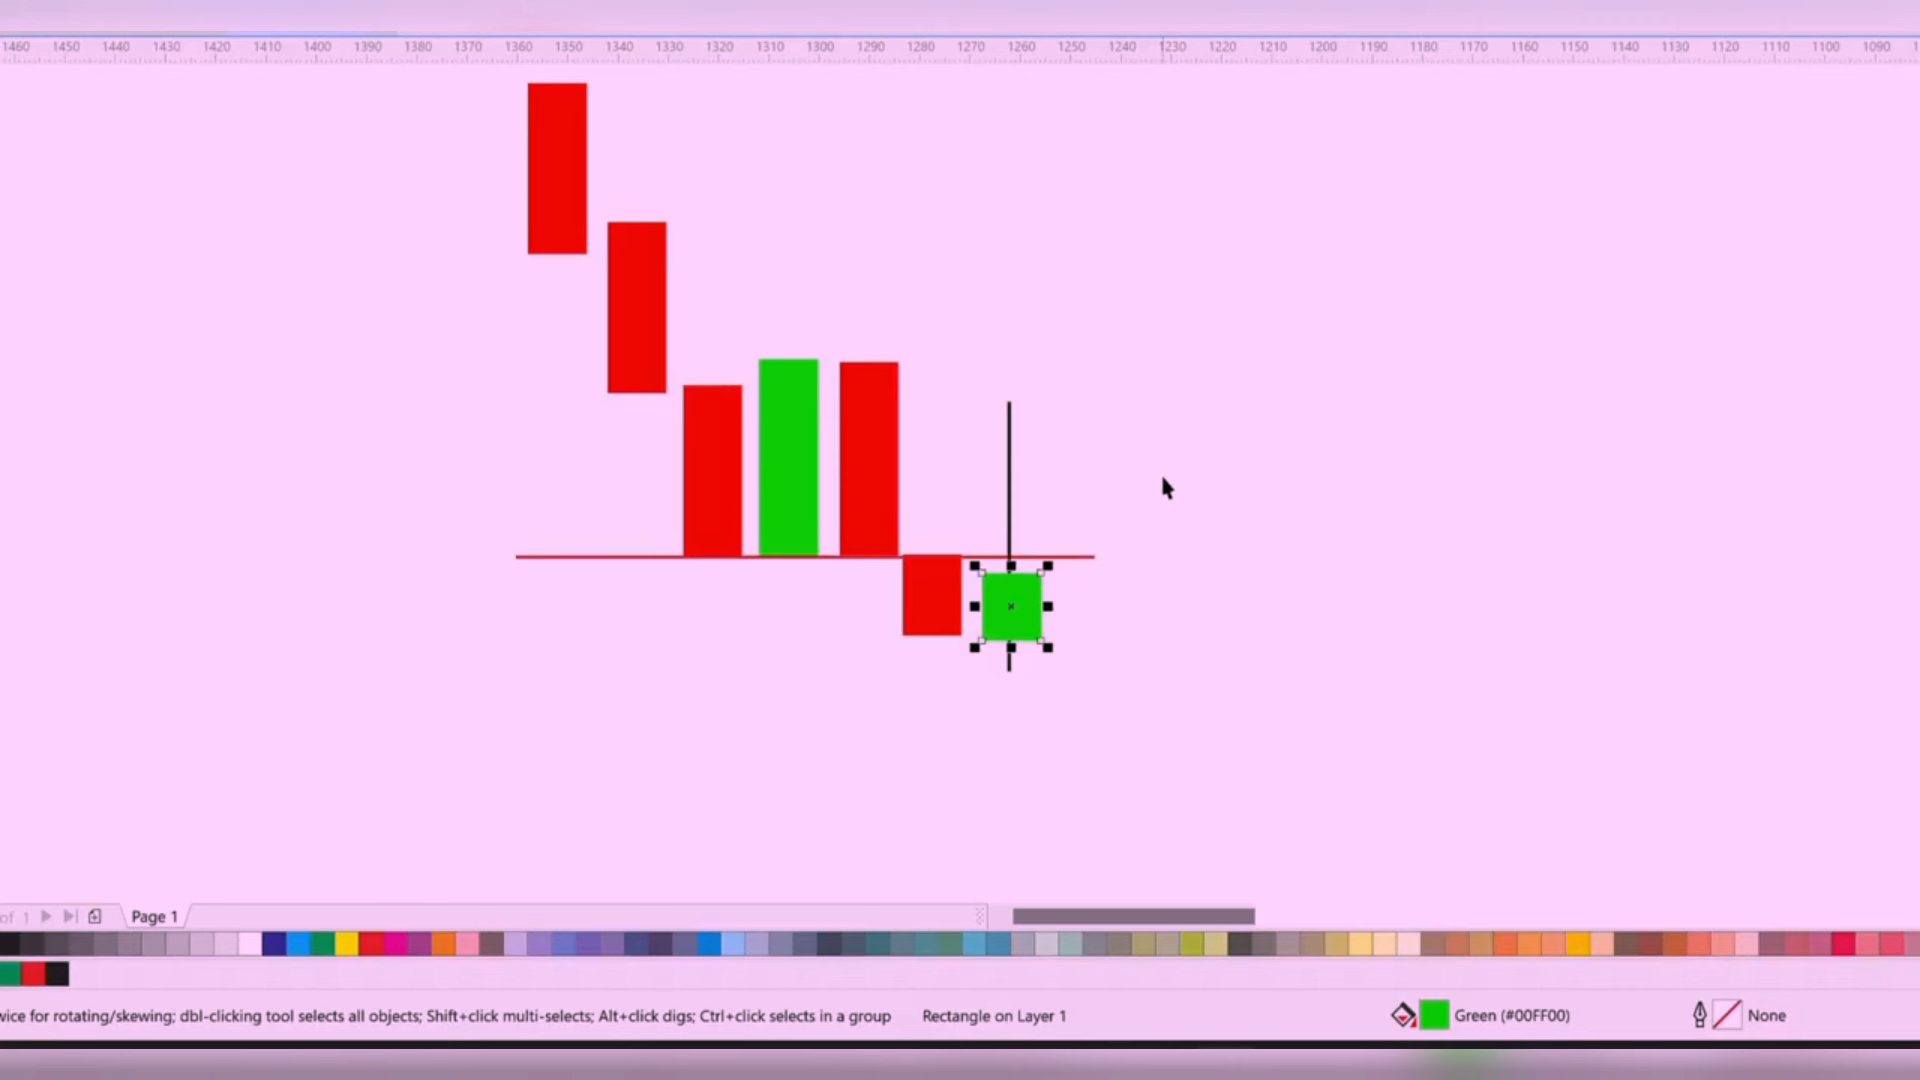 1460 1450 1440 1430 1420 1410 1400 1390 1380 1370 1360 1350 1340 1330 1320 1310 1300 1290 1280 1270 1260 1250 1240 1230 1220 1210 1200 1190 1180 1170 1160 1150 1140 1130 1120 1110 1100 1090
of 1 Page 1
wice for rotating/skewing; dbl-clicking tool selects all objects; Shift+click multi-selects; Alt+click digs; Ctrl+click selects in a group Rectangle on Layer 1 Green (#00FF00) None